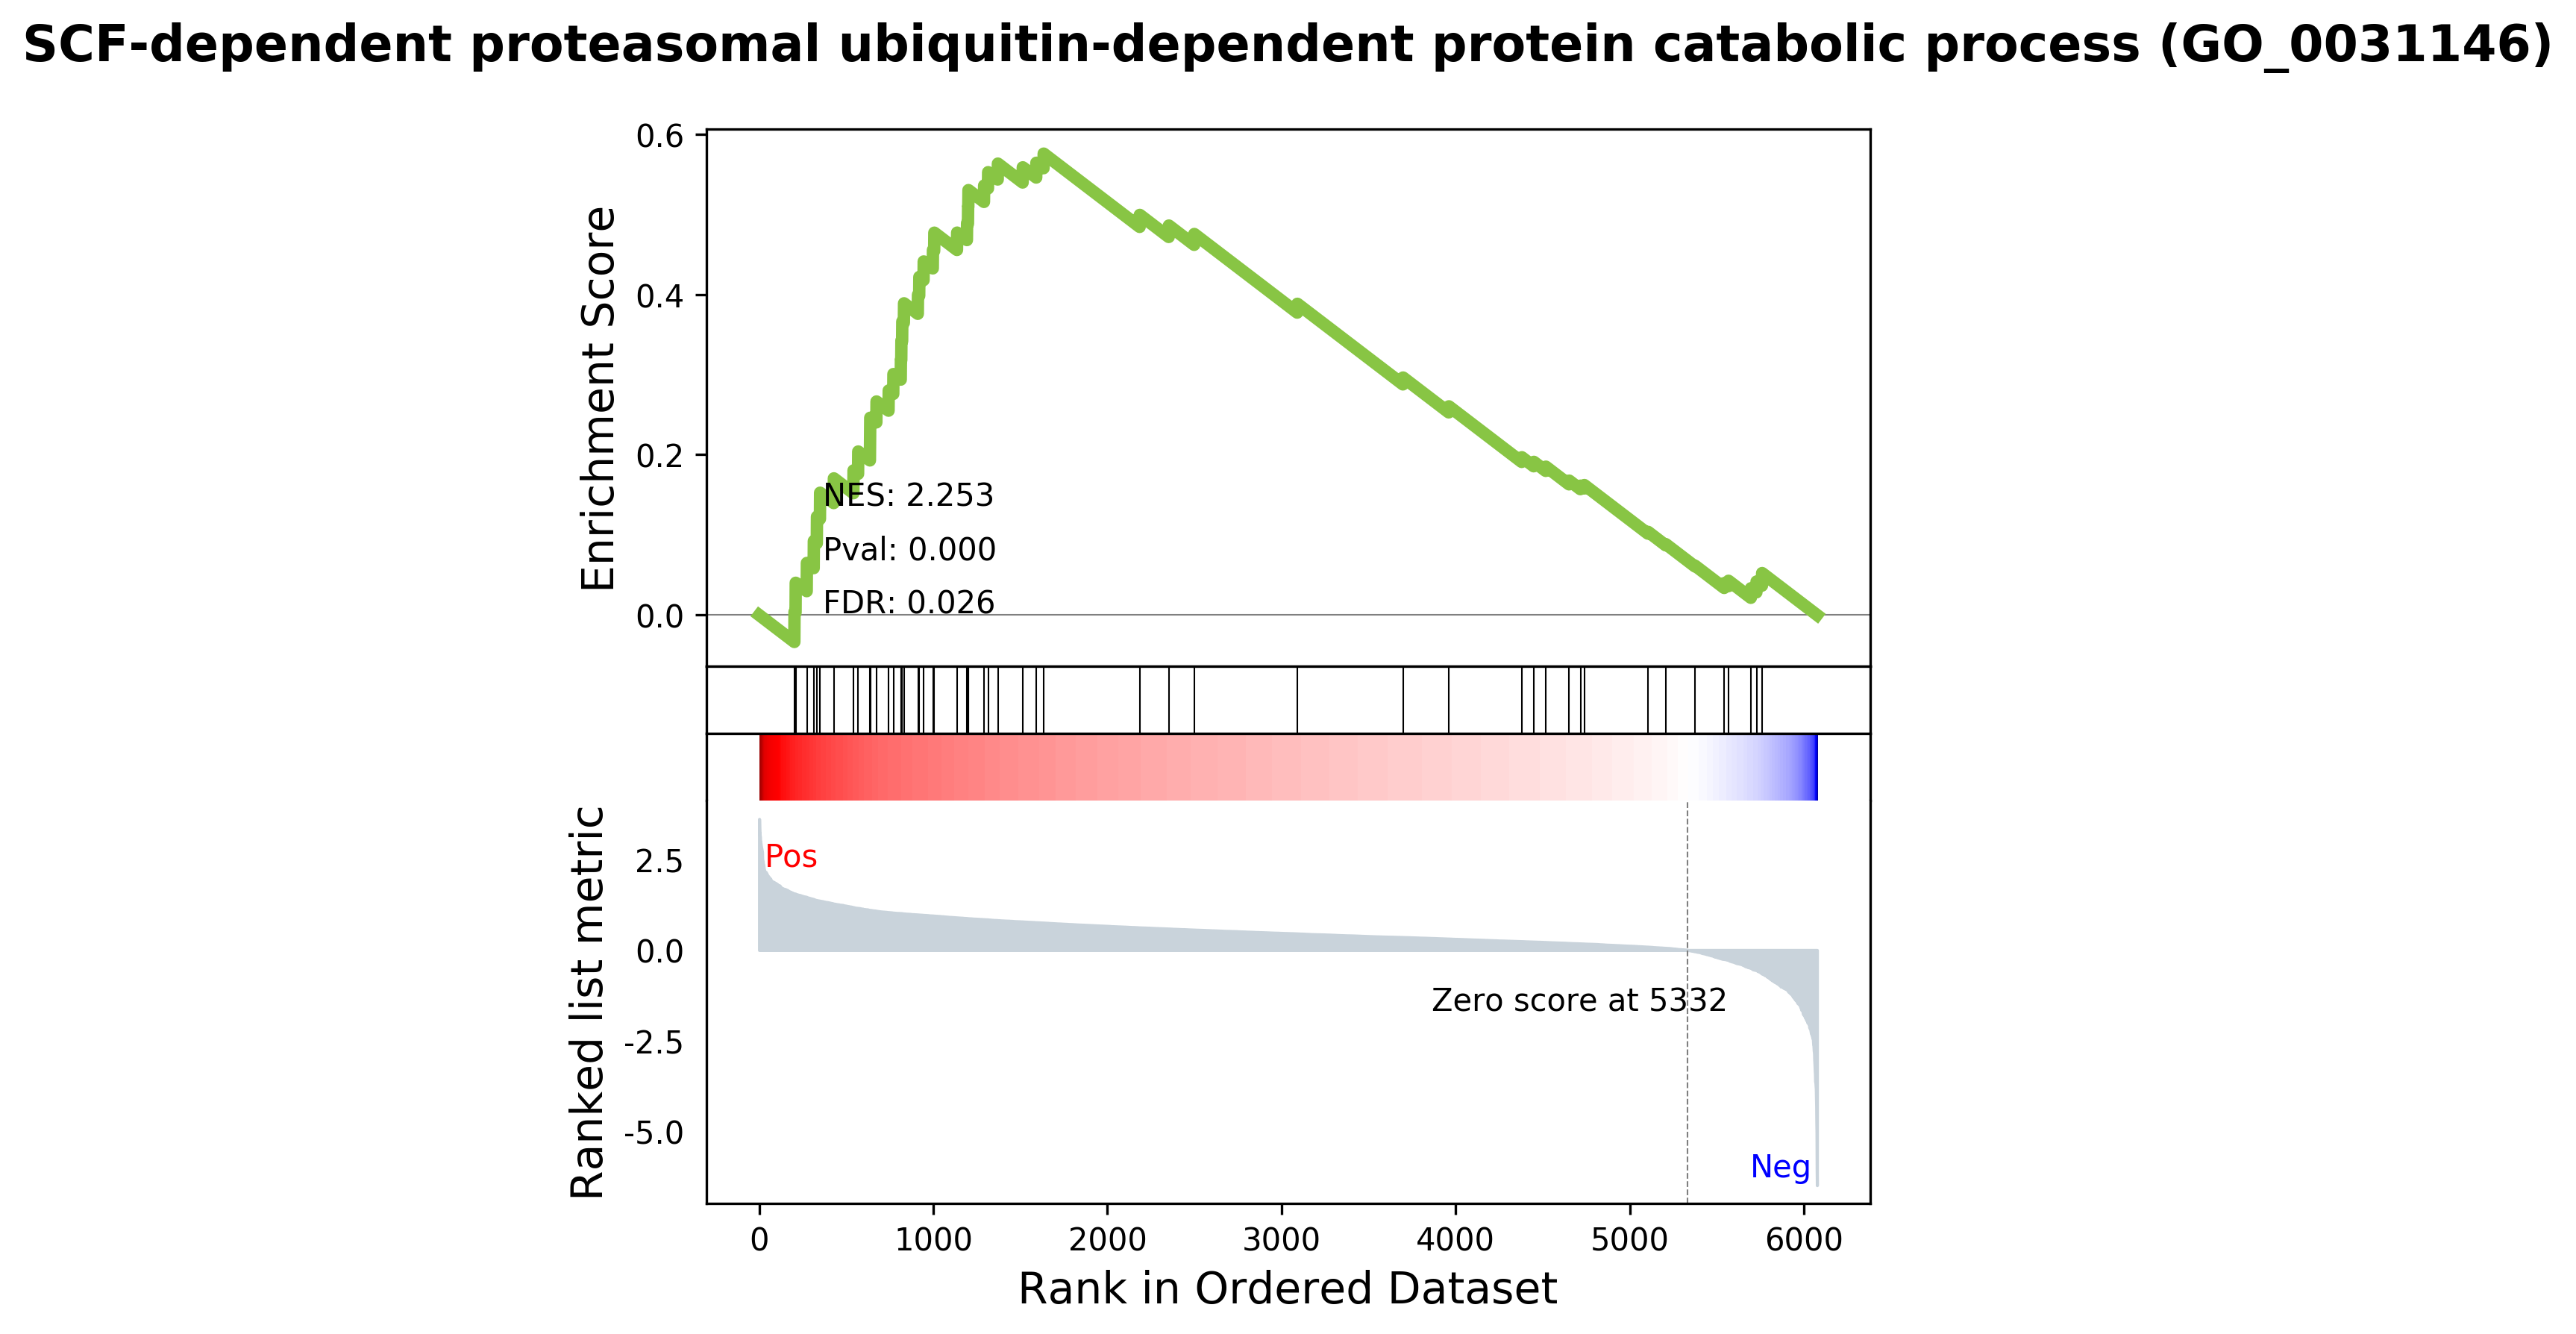 SCF-dependent proteasomal ubiquitin-dependent protein catabolic process (GO_0031146)
0.6
0.4
0.2
0.0
Enrichment Score
NES: 2.253
Pval: 0.000
FDR: 0.026
2.5
0.0
-2.5
-5.0
Ranked list metric
Pos
Zero score at 5332
Neg
0 1000 2000 3000 4000 5000 6000
Rank in Ordered Dataset